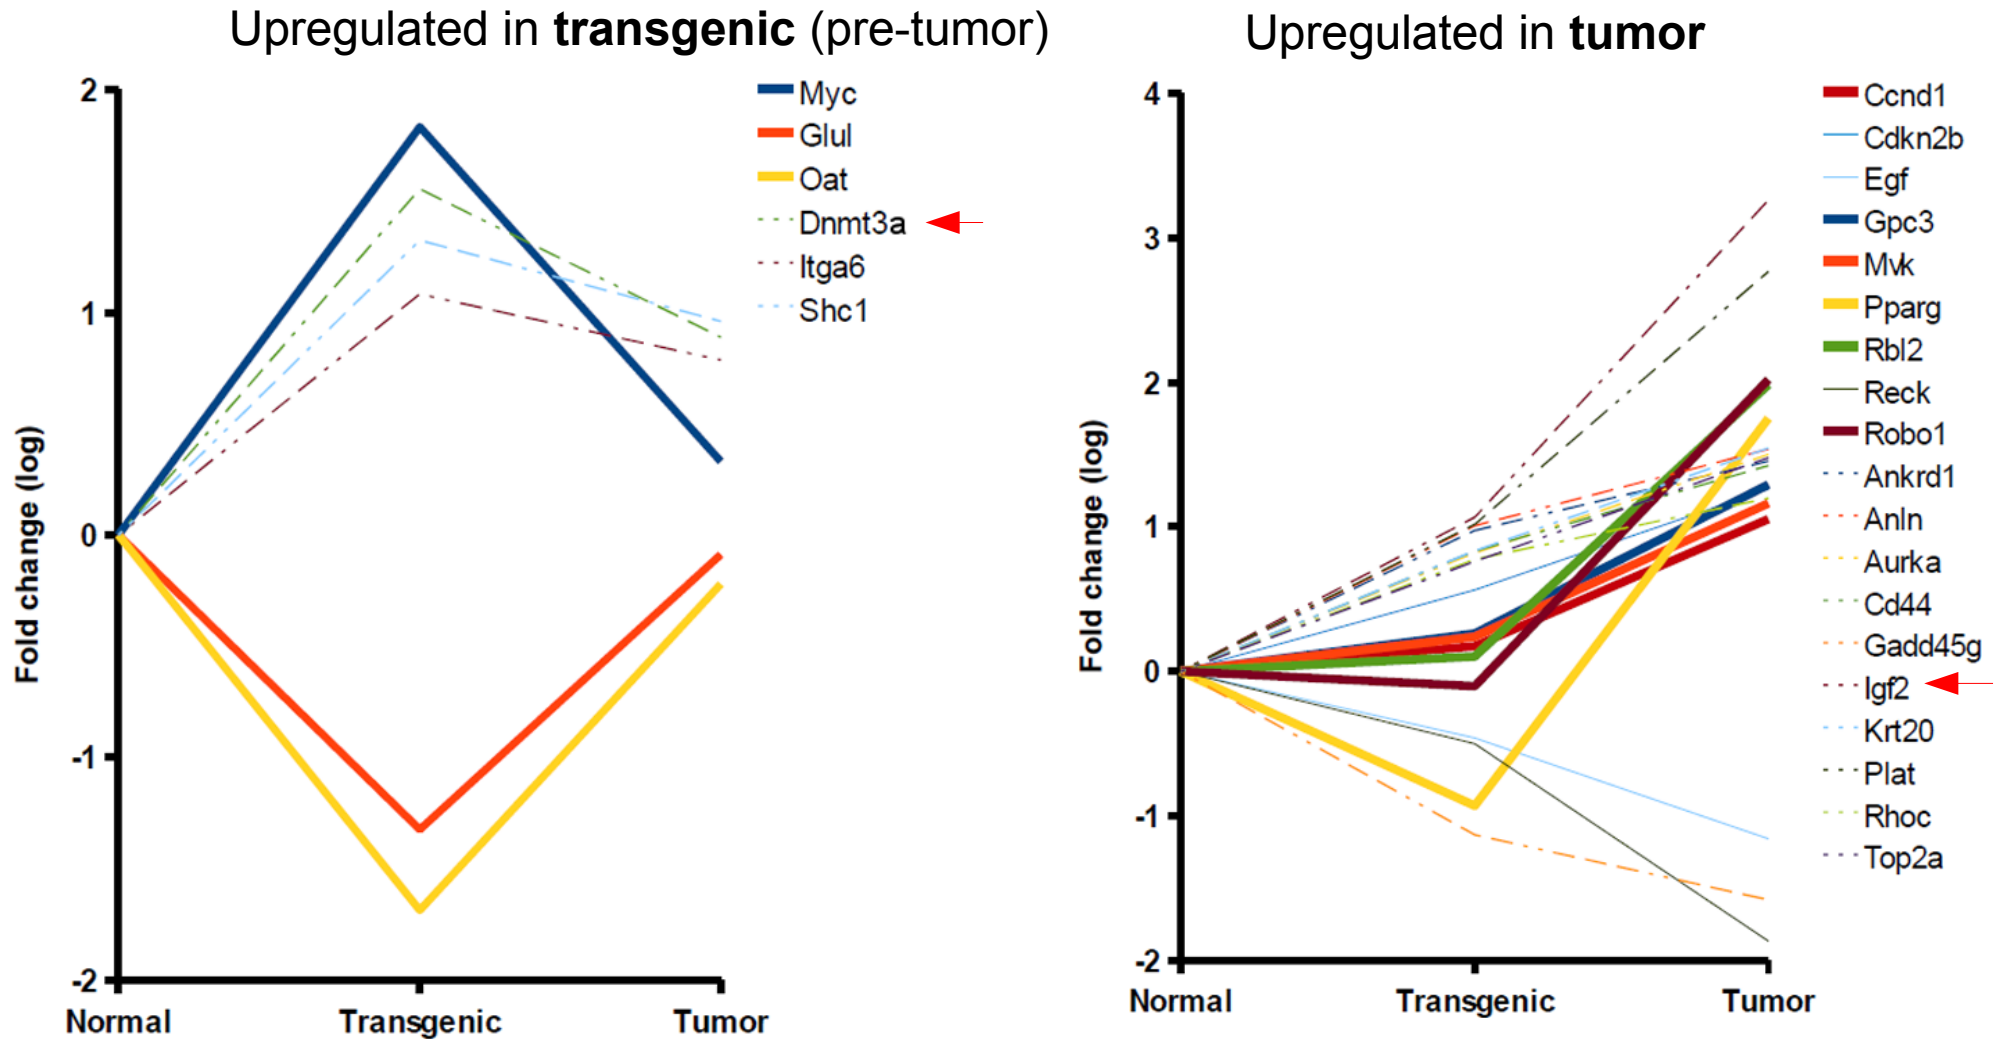 Upregulated in transgenic (pre-tumor)
2
1
0
-1
-2
Fold change (log)
Normal
Transgenic
Tumor
Myc
Glul
Oat
Dnmt3a
Itga6
Shc1
Upregulated in tumor
4
3
2
1
0
-1
-2
Fold change (log)
Normal
Transgenic
Tumor
Ccnd1
Cdkn2b
Egf
Gpc3
Mvk
Pparg
Rbl2
Reck
Robo1
Ankrd1
Anln
Aurka
Cd44
Gadd45g
Igf2
Krt20
Plat
Rhoc
Top2a